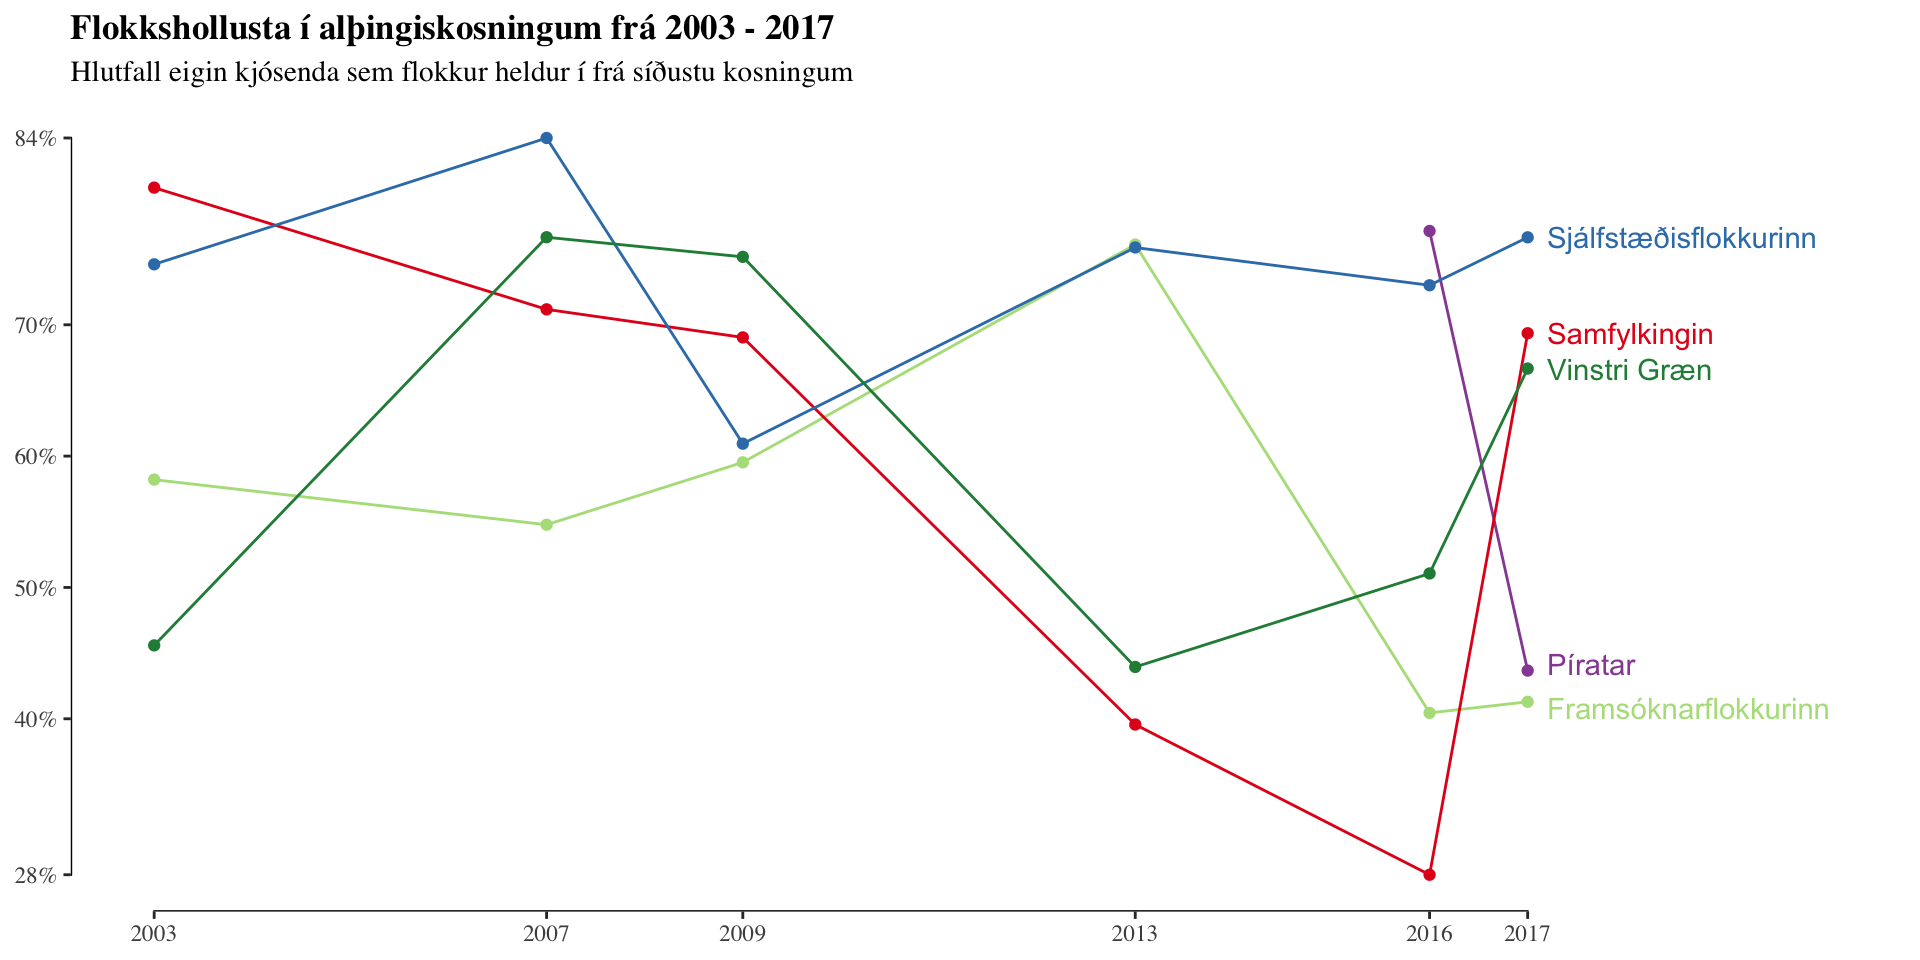 Flokkshollusta í alþingiskosningum frá 2003 - 2017
Hlutfall eigin kjósenda sem flokkur heldur í frá síðustu kosningum
84%
70%
60%
50%
40%
28%
Sjálfstæðisflokkurinn
Samfylkingin
Vinstri Græn
Píratar
Framsóknarflokkurinn
2003 2007 2009 2013 2016 2017